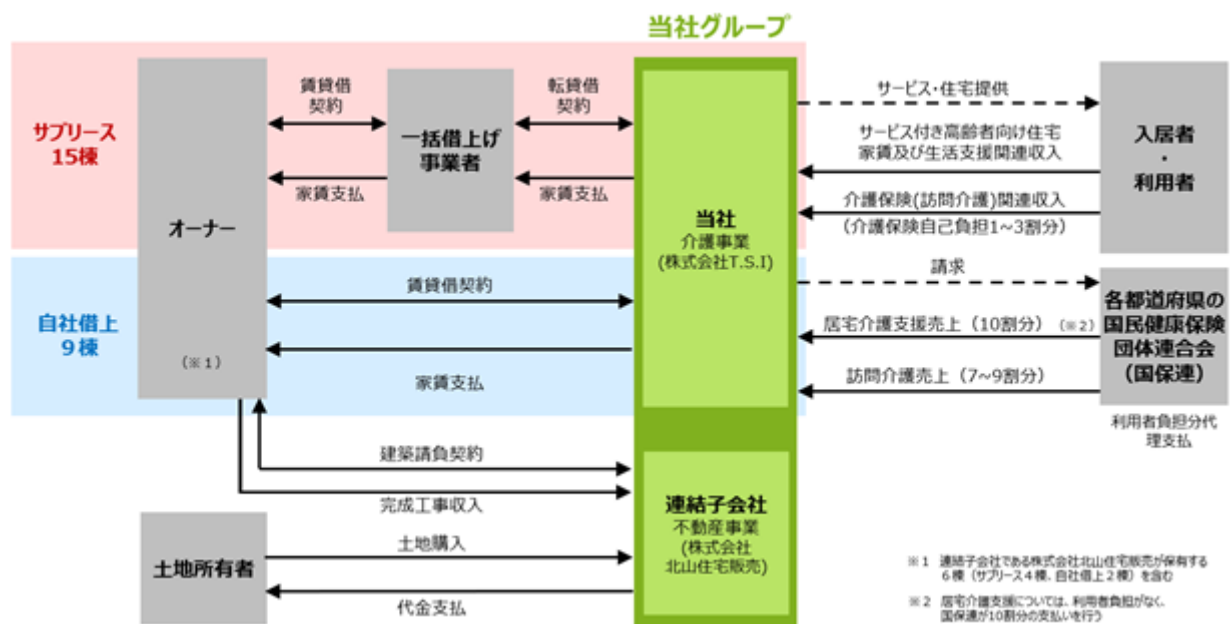 当社グループ
サブリース
15棟
オーナー
(※1)
賃貸借
契約
家賃支払
一括借上げ
事業者
転貸借
契約
家賃支払
当社
介護事業
(株式会社T.S.I)
サービス・住宅提供
サービス付き高齢者向け住宅
家賃及び生活支援関連収入
介護保険(訪問介護)関連収入
(介護保険自己負担1~3割分)
入居者
・
利用者
自社借上
9棟
賃貸借契約
家賃支払
請求
居宅介護支援売上(10割分) (※2)
訪問介護売上(7~9割分)
各都道府県の
国民健康保険
団体連合会
(国保連)
利用者負担分代
理支払
建築請負契約
完成工事収入
連結子会社
不動産事業
(株式会社
北山住宅販売)
土地所有者
土地購入
代金支払
※1 連結子会社である株式会社北山住宅販売が保有する
6棟(サブリース4棟、自社借上2棟)を含む
※2 居宅介護支援については、利用者負担がなく、
国保連が10割分の支払いを行う